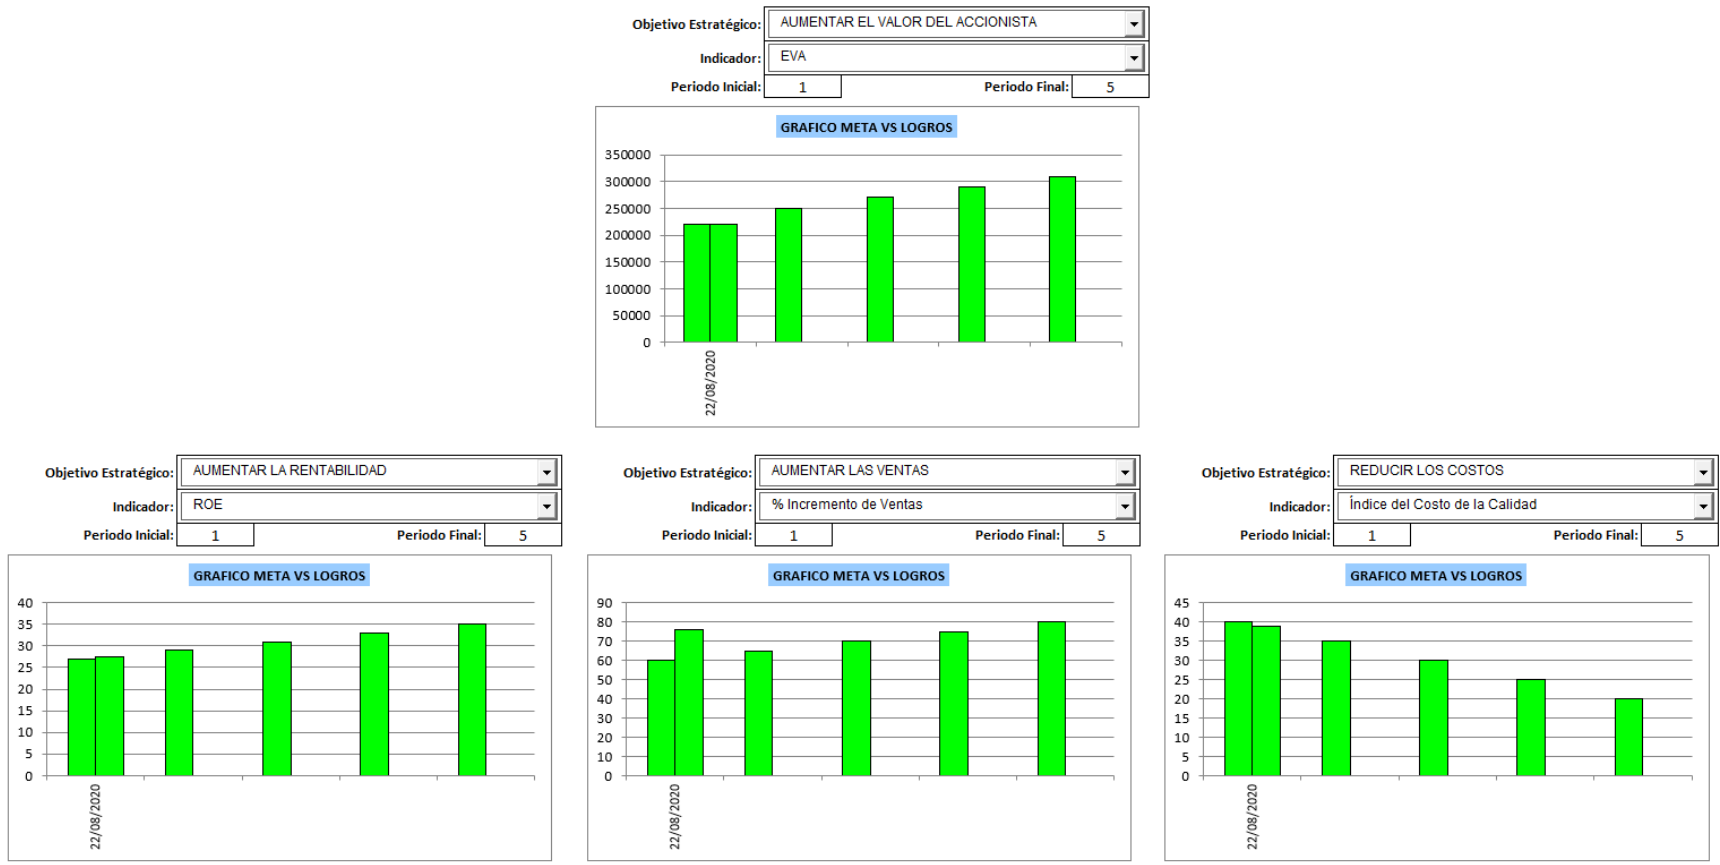 Objetivo Estratégico: AUMENTAR EL VALOR DEL ACCIONISTA
Indicador: EVA
Periodo Inicial: 1 Periodo Final: 5
GRAFICO META VS LOGROS
350000
300000
250000
200000
150000
100000
50000
0
22/08/2020
Objetivo Estratégico: AUMENTAR LA RENTABILIDAD
Indicador: ROE
Periodo Inicial: 1 Periodo Final: 5
GRAFICO META VS LOGROS
40
35
30
25
20
15
10
5
0
22/08/2020
Objetivo Estratégico: AUMENTAR LAS VENTAS
Indicador: % Incremento de Ventas
Periodo Inicial: 1 Periodo Final: 5
GRAFICO META VS LOGROS
90
80
70
60
50
40
30
20
10
0
22/08/2020
Objetivo Estratégico: REDUCIR LOS COSTOS
Indicador: Índice del Costo de la Calidad
Periodo Inicial: 1 Periodo Final: 5
GRAFICO META VS LOGROS
45
40
35
30
25
20
15
10
5
0
22/08/2020